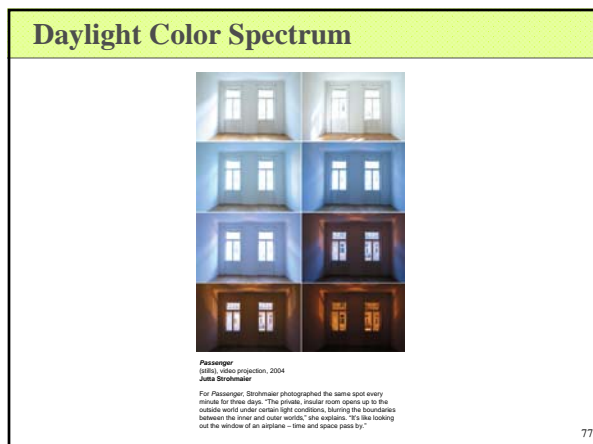 Daylight Color Spectrum
Passenger
(stills), video projection, 2004
Jutta Strohmaier
For Passenger, Strohmaier photographed the same spot every
minute for three days. "The private, insular room opens up to the
outside world under certain light conditions, blurring the boundaries
between the inner and outer worlds," she explains. "It's like looking
out the window of an airplane – time and space pass by."
77